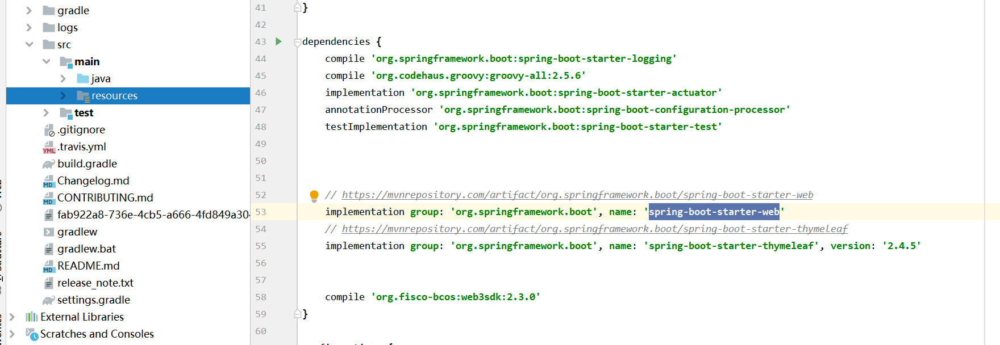 gradle
logs
src
main
java
resources
test
.gitignore
.travis.yml
build.gradle
Changelog.md
CONTRIBUTING.md
fab922a8-736e-4cb5-a666-4fd849a30
gradlew
gradlew.bat
README.md
release_note.txt
settings.gradle
External Libraries
Scratches and Consoles
41 }
42
43 dependencies {
44 compile 'org.springframework.boot:spring-boot-starter-logging'
45 compile 'org.codehaus.groovy:groovy-all:2.5.6'
46 implementation 'org.springframework.boot:spring-boot-starter-actuator'
47 annotationProcessor 'org.springframework.boot:spring-boot-configuration-processor'
48 testImplementation 'org.springframework.boot:spring-boot-starter-test'
49
50
51
52 // https://mvnrepository.com/artifact/org.springframework.boot/spring-boot-starter-web
53 implementation group: 'org.springframework.boot', name: 'spring-boot-starter-web'
54 // https://mvnrepository.com/artifact/org.springframework.boot/spring-boot-starter-thymeleaf
55 implementation group: 'org.springframework.boot', name: 'spring-boot-starter-thymeleaf', version: '2.4.5'
56
57
58 compile 'org.fisco-bcos:web3sdk:2.3.0'
59 }
60